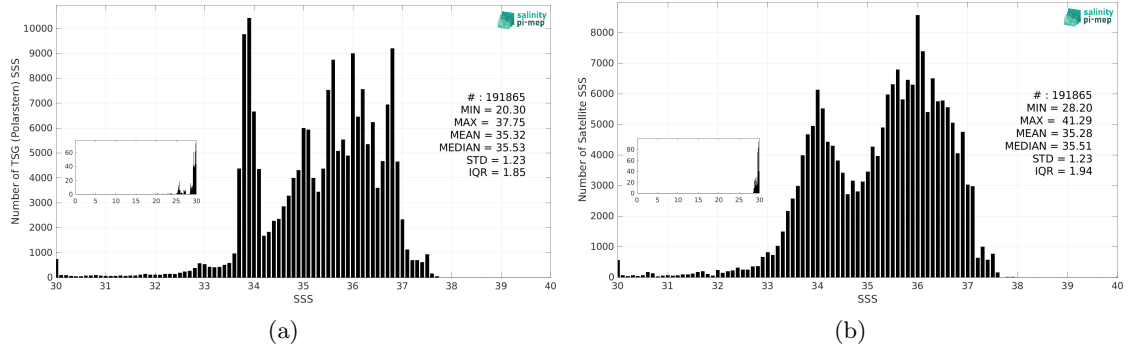 salinity
pi-mep
Number of TSG (Polarstern) SSS
10000
9000
8000
7000
6000
5000
4000
3000
2000
1000
0
# : 191865
MIN = 20.30
MAX = 37.75
MEAN = 35.32
MEDIAN = 35.53
STD = 1.23
IQR = 1.85
60
40
20
0
0 5 10 15 20 25 30
30 31 32 33 34 35 36 37 38 39 40
SSS
(a)
salinity
pi-mep
Number of Satellite SSS
9000
8000
7000
6000
5000
4000
3000
2000
1000
0
# : 191865
MIN = 28.20
MAX = 41.29
MEAN = 35.28
MEDIAN = 35.51
STD = 1.23
IQR = 1.94
80
60
40
20
0
0 5 10 15 20 25 30
30 31 32 33 34 35 36 37 38 39 40
SSS
(b)